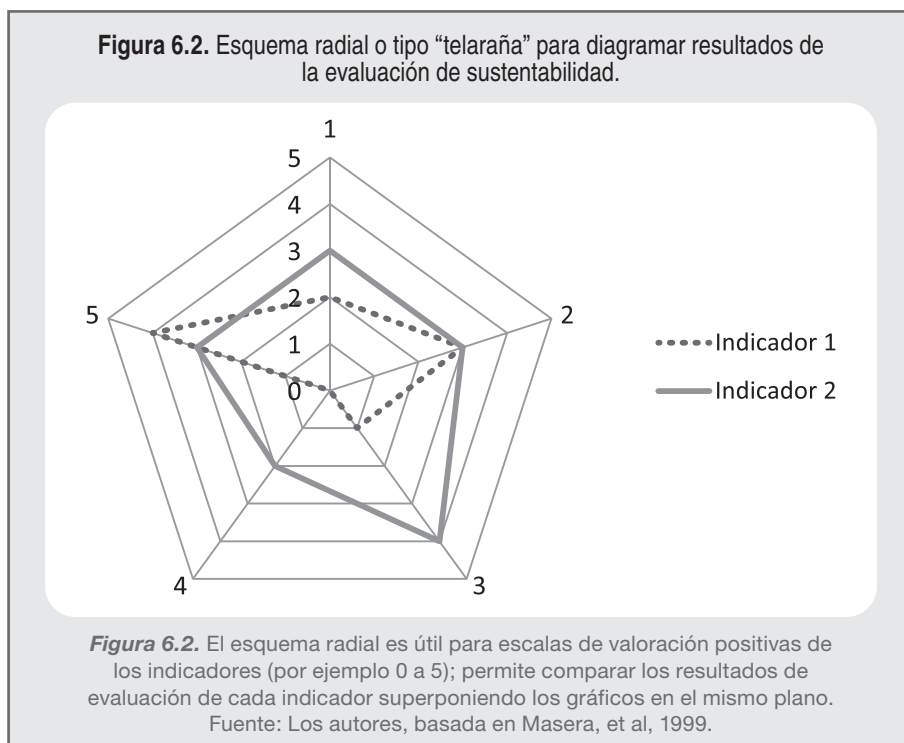 Figura 6.2. Esquema radial o tipo “telaraña” para diagramar resultados de
la evaluación de sustentabilidad.
1
5
4
3
2
1
0
5
2
4
3
Indicador 1
Indicador 2
Figura 6.2. El esquema radial es útil para escalas de valoración positivas de
los indicadores (por ejemplo 0 a 5); permite comparar los resultados de
evaluación de cada indicador superponiendo los gráficos en el mismo plano.
Fuente: Los autores, basada en Masera, et al, 1999.